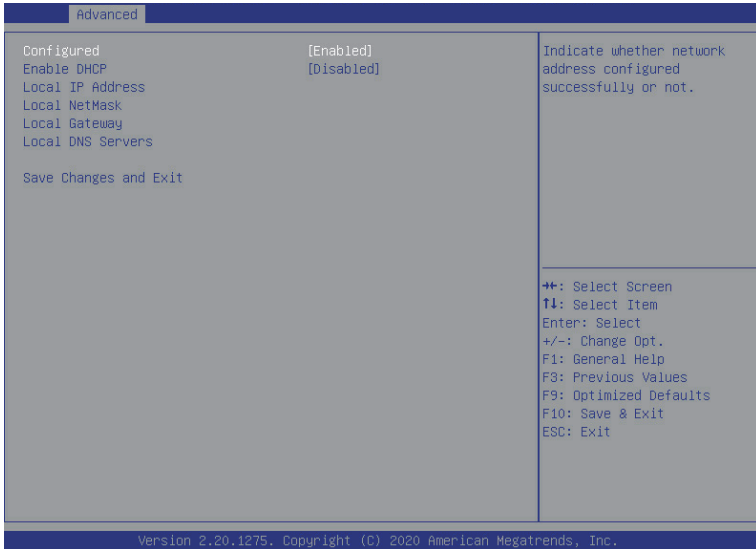 Advanced
Configured [Enabled]
Enable DHCP [Disabled]
Local IP Address
Local NetMask
Local Gateway
Local DNS Servers
Save Changes and Exit
Indicate whether network
address configured
successfully or not.
→←: Select Screen
↑↓: Select Item
Enter: Select
+/-: Change Opt.
F1: General Help
F3: Previous Values
F9: Optimized Defaults
F10: Save & Exit
ESC: Exit
Version 2.20.1275. Copyright (C) 2020 American Megatrends, Inc.